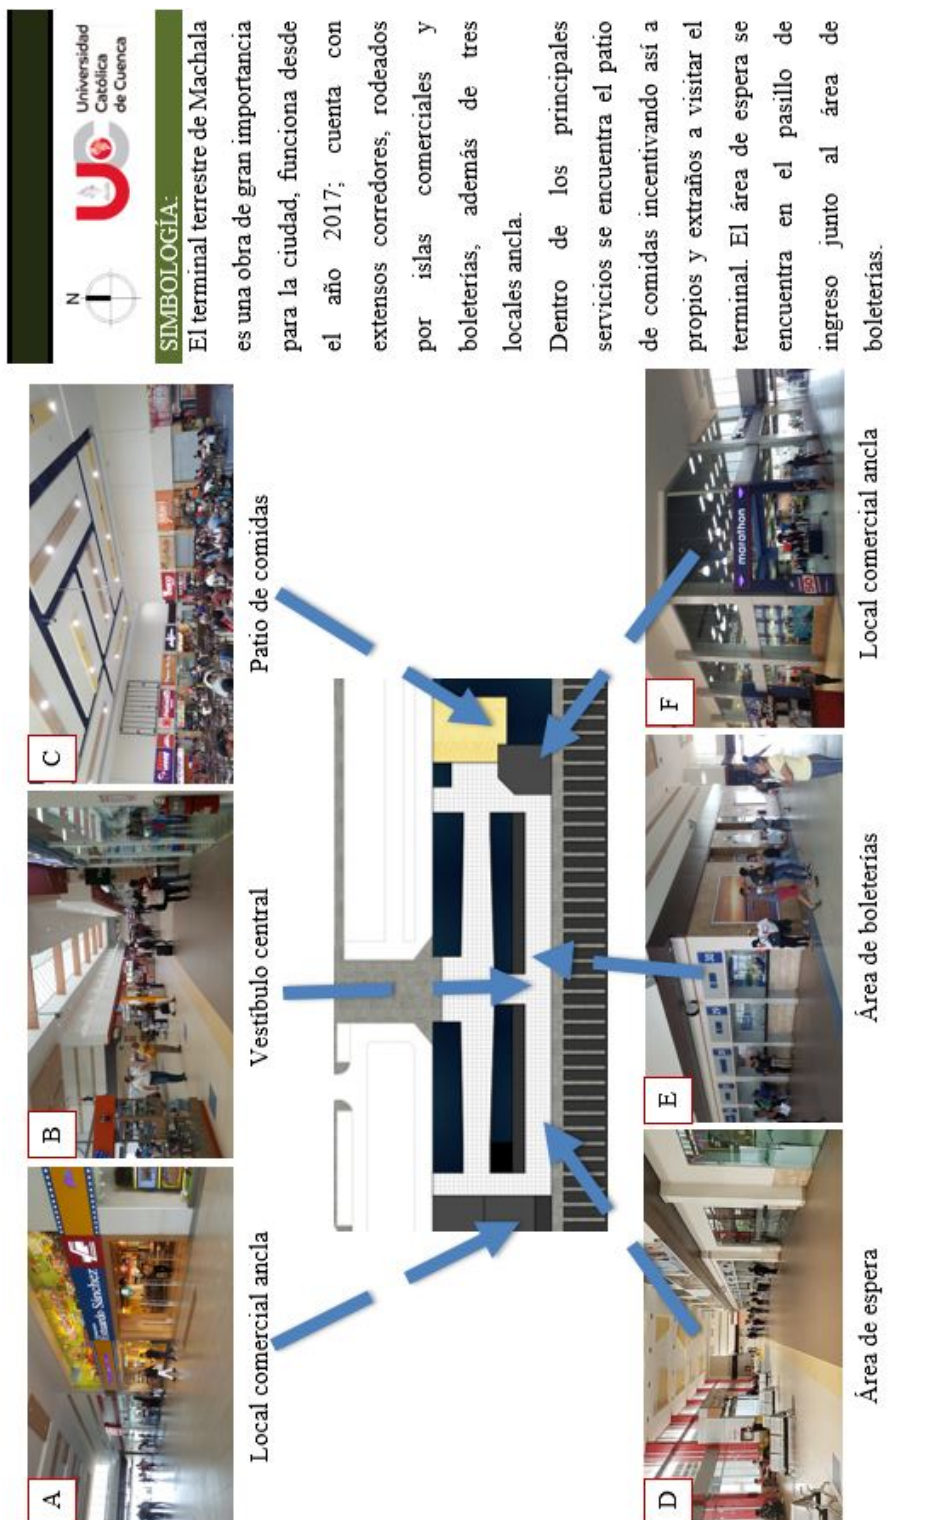 A
B
C
Local comercial ancla
Vestíbulo central
Patio de comidas
D
E
F
marathon
Área de espera
Área de boleterías
Local comercial ancla
N
UC
Universidad
Católica
de Cuenca
SIMBOLOGÍA:
El terminal terrestre de Machala
es una obra de gran importancia
para la ciudad, funciona desde
el año 2017; cuenta con
extensos corredores, rodeados
por islas comerciales y
boleterías, además de tres
locales ancla.
Dentro de los principales
servicios se encuentra el patio
de comidas incentivando así a
propios y extraños a visitar el
terminal. El área de espera se
encuentra en el pasillo de
ingreso junto al área de
boleterías.